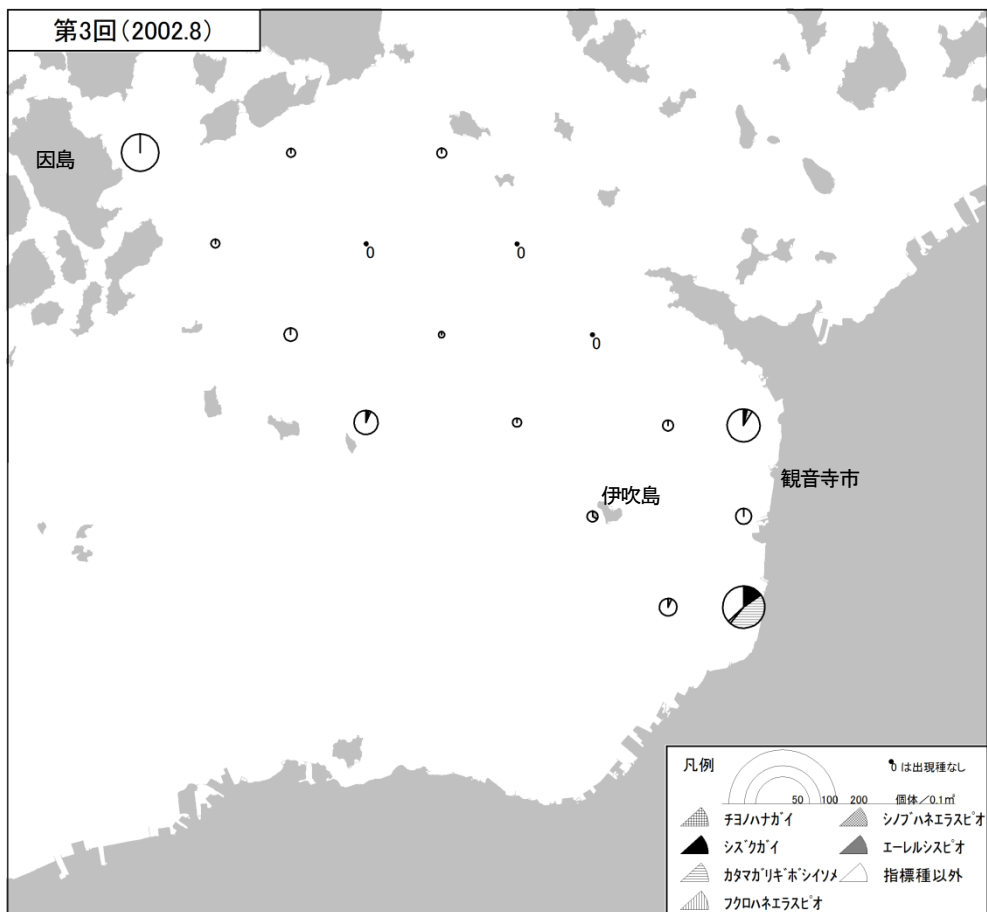 第3回(2002.8)
因島
0
0
0
観音寺市
伊吹島
凡例
0 は出現種なし
50 100 200 個体/0.1㎡
チヨノハナガイ
シノブハネエラスピオ
シズクガイ
エーレルシスピオ
カタマガリギボシイソメ
指標種以外
フクロハネエラスピオ